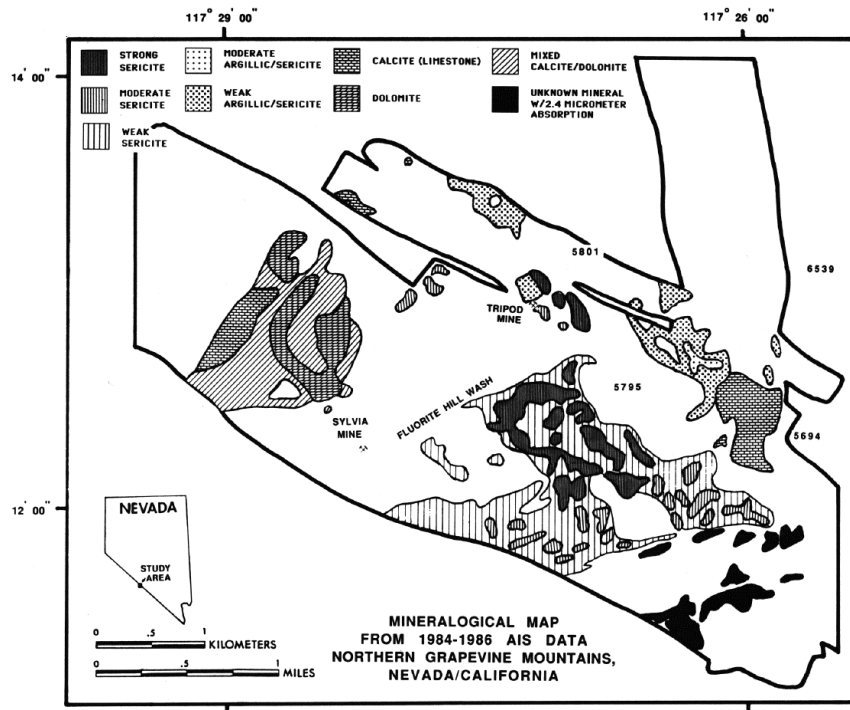 117° 29' 00"
117° 26' 00"
14' 00"
12' 00"
STRONG
SERICITE
MODERATE
SERICITE
WEAK
SERICITE
MODERATE
ARGILLIC/SERICITE
WEAK
ARGILLIC/SERICITE
CALCITE (LIMESTONE)
DOLOMITE
MIXED
CALCITE/DOLOMITE
UNKNOWN MINERAL
W/2.4 MICROMETER
ABSORPTION
5801
6539
TRIPOD
MINE
5795
FLUORITE HILL WASH
SYLVIA
MINE
5694
NEVADA
STUDY
AREA
0 .5 1
KILOMETERS
0 .5 1
MILES
MINERALOGICAL MAP
FROM 1984-1986 AIS DATA
NORTHERN GRAPEVINE MOUNTAINS,
NEVADA/CALIFORNIA